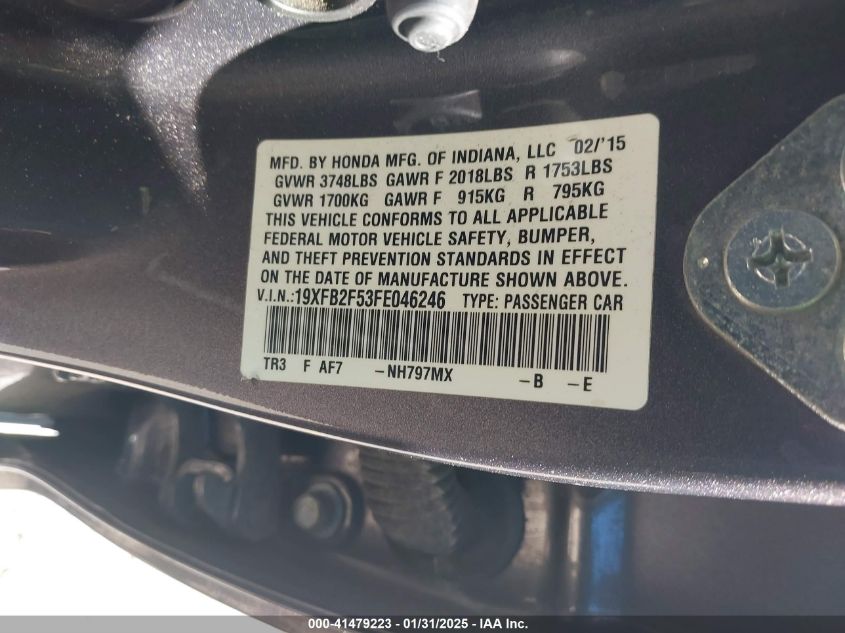 MFD. BY HONDA MFG. OF INDIANA, LLC 02/'15
GVWR 3748LBS GAWR F 2018LBS R 1753LBS
GVWR 1700KG GAWR F 915KG R 795KG
THIS VEHICLE CONFORMS TO ALL APPLICABLE
FEDERAL MOTOR VEHICLE SAFETY, BUMPER,
AND THEFT PREVENTION STANDARDS IN EFFECT
ON THE DATE OF MANUFACTURE SHOWN ABOVE.
V.I.N.:19XFB2F53FE046246 TYPE: PASSENGER CAR
TR3 F AF7 -NH797MX -B -E
000-41479223 - 01/31/2025 - IAA Inc.